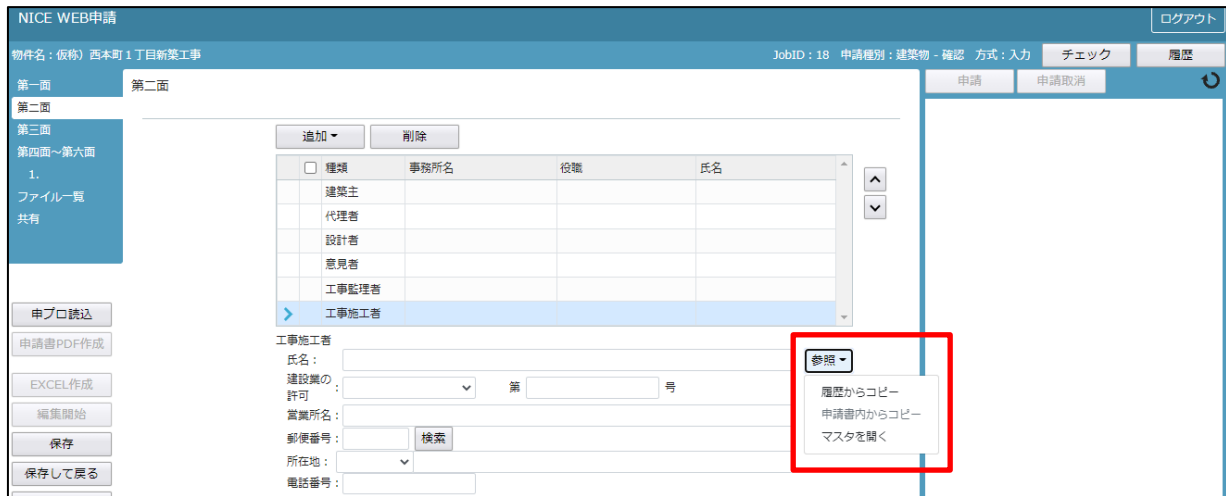 NICE WEB申請
ログアウト
物件名：仮称）西本町１丁目新築工事
JobID：18 申請種別：建築物 - 確認 方式：入力
チェック
履歴
第一面
第二面
第三面
第四面～第六面
1.
ファイル一覧
共有
第二面
申請
申請取消
追加
削除
種類 事務所名 役職 氏名
建築主
代理者
設計者
意見者
工事監理者
工事施工者
申プロ読込
申請書PDF作成
EXCEL作成
編集開始
保存
保存して戻る
工事施工者
氏名：
参照
建設業の許可：
第
号
営業所名：
郵便番号：
検索
所在地：
電話番号：
履歴からコピー
申請書内からコピー
マスタを開く